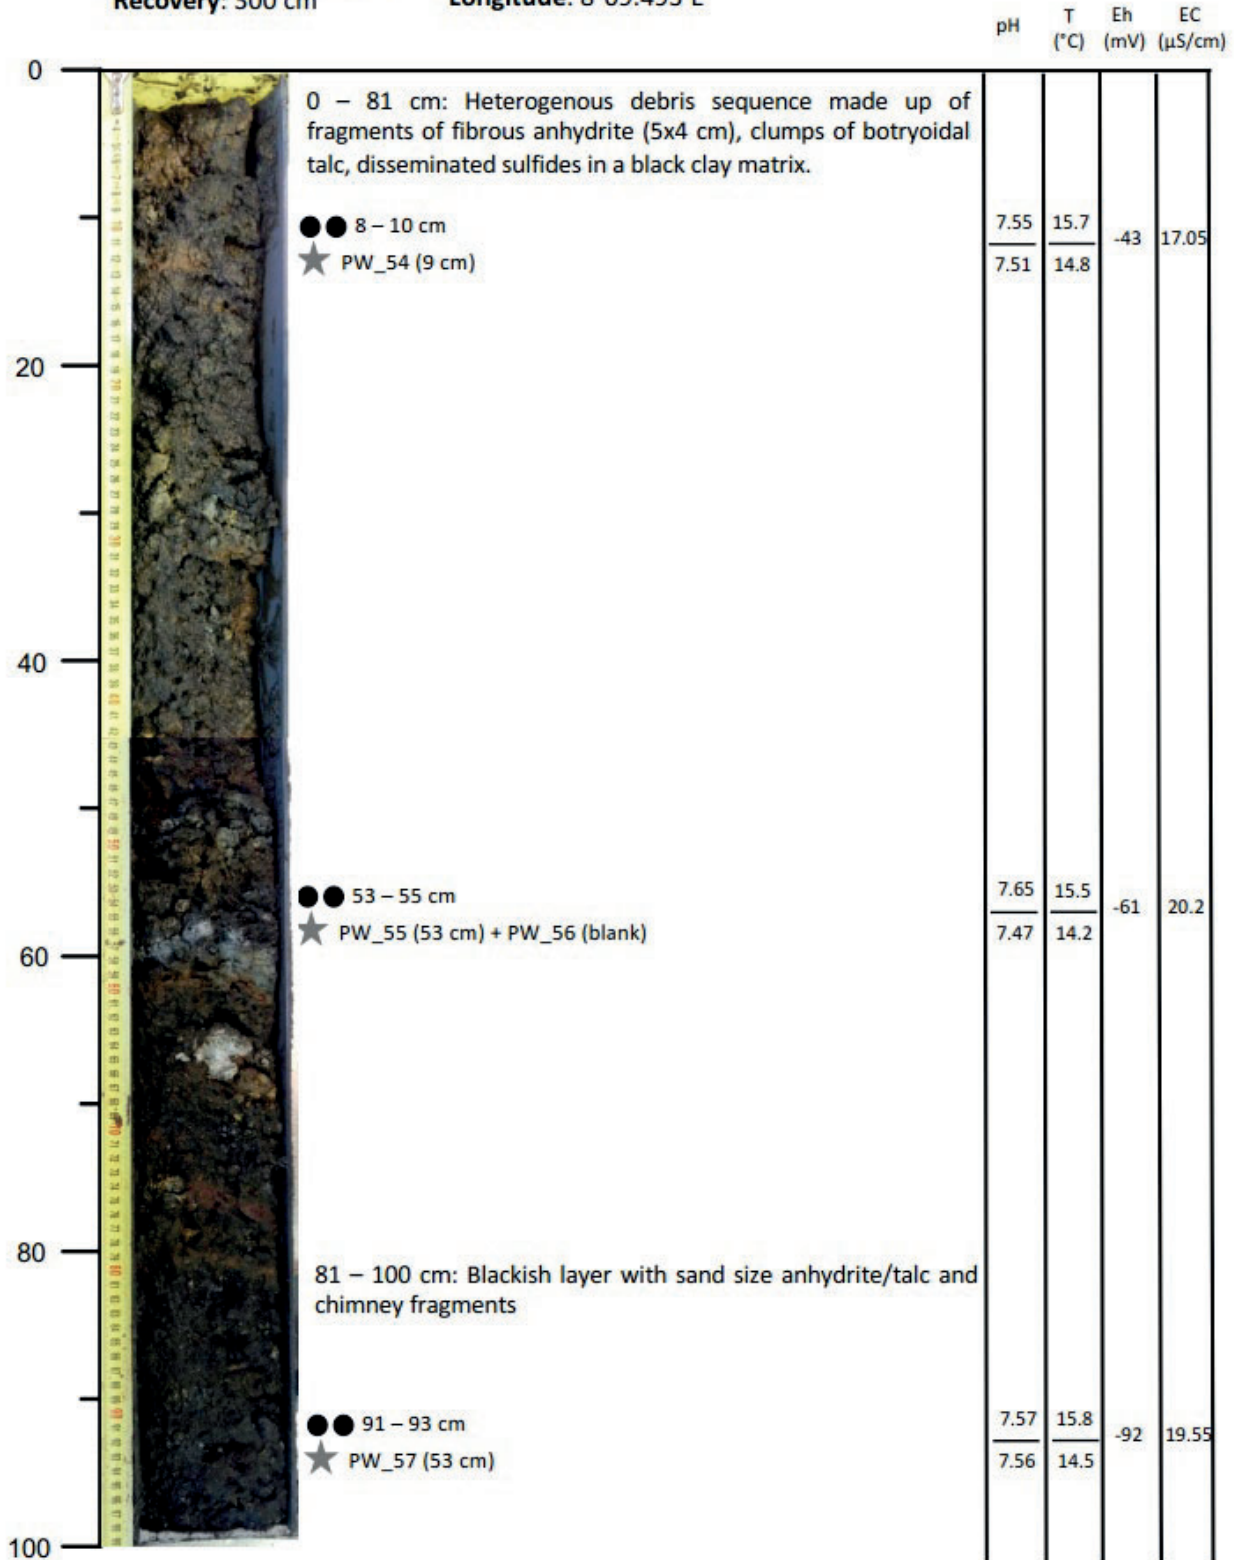 Recovery: 300 cm Longitude: 8°09.493'E
pH T (°C) Eh (mV) EC (µS/cm)
0
0 – 81 cm: Heterogenous debris sequence made up of
fragments of fibrous anhydrite (5x4 cm), clumps of botryoidal
talc, disseminated sulfides in a black clay matrix.
8 – 10 cm
7.55 15.7 -43 17.05
PW_54 (9 cm)
7.51 14.8
20
40
53 – 55 cm
7.65 15.5 -61 20.2
PW_55 (53 cm) + PW_56 (blank)
7.47 14.2
60
80
81 – 100 cm: Blackish layer with sand size anhydrite/talc and
chimney fragments
91 – 93 cm
7.57 15.8 -92 19.55
PW_57 (53 cm)
7.56 14.5
100